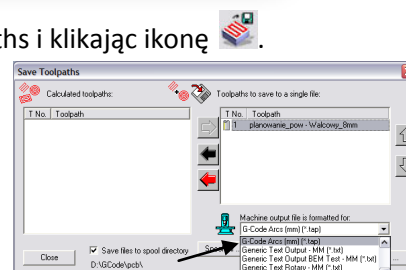 ths i klikając ikonę .
Save Toolpaths
Calculated toolpaths: Toolpaths to save to a single file:
T No. Toolpath T No. Toolpath
1 planowanie_pow - Walcowy_8mm
Machine output file is formatted for:
G-Code Arcs (mm) (*.tap)
G-Code Arcs (mm) (*.tap)
Generic Text Output - MM (*.txt)
Close Save files to spool directory Generic Text Output BEM Test - MM (*.txt)
D:\GCode\pcb\ Generic Text Rotary - MM (*.txt)